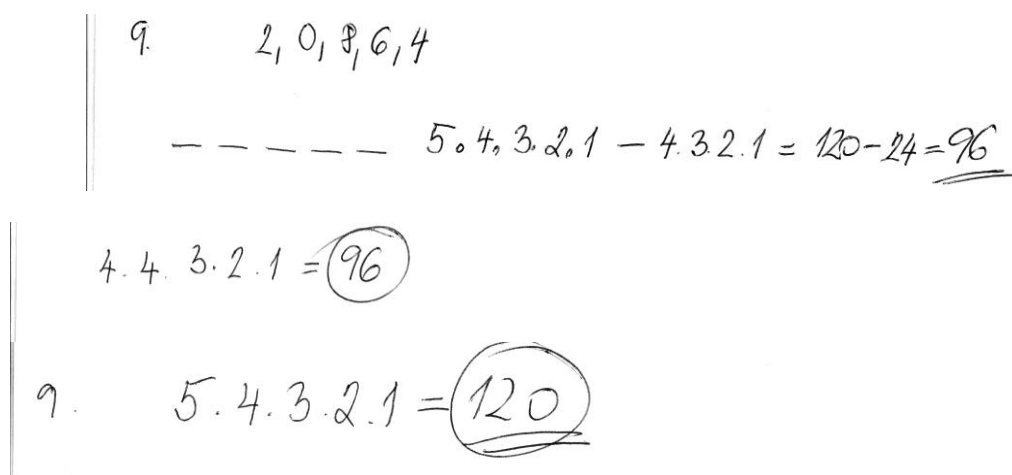 9. 2, 0, 8, 6, 4
_ _ _ _ _ 5.4.3.2.1 - 4.3.2.1 = 120-24 = 96
4.4.3.2.1 = 96
9. 5.4.3.2.1 = 120